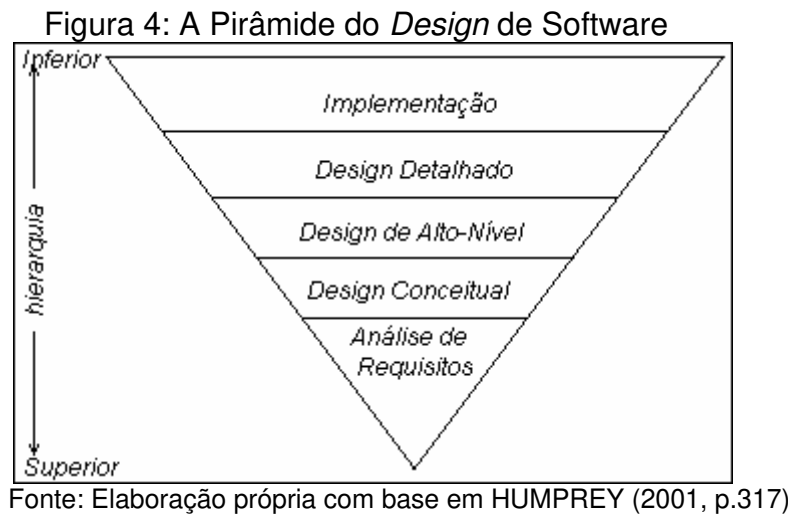 Figura 4: A Pirâmide do Design de Software
Inferior
Implementação
Design Detalhado
hierarquia
Design de Alto-Nível
Design Conceitual
Análise de
Requisitos
Superior
Fonte: Elaboração própria com base em HUMPREY (2001, p.317)